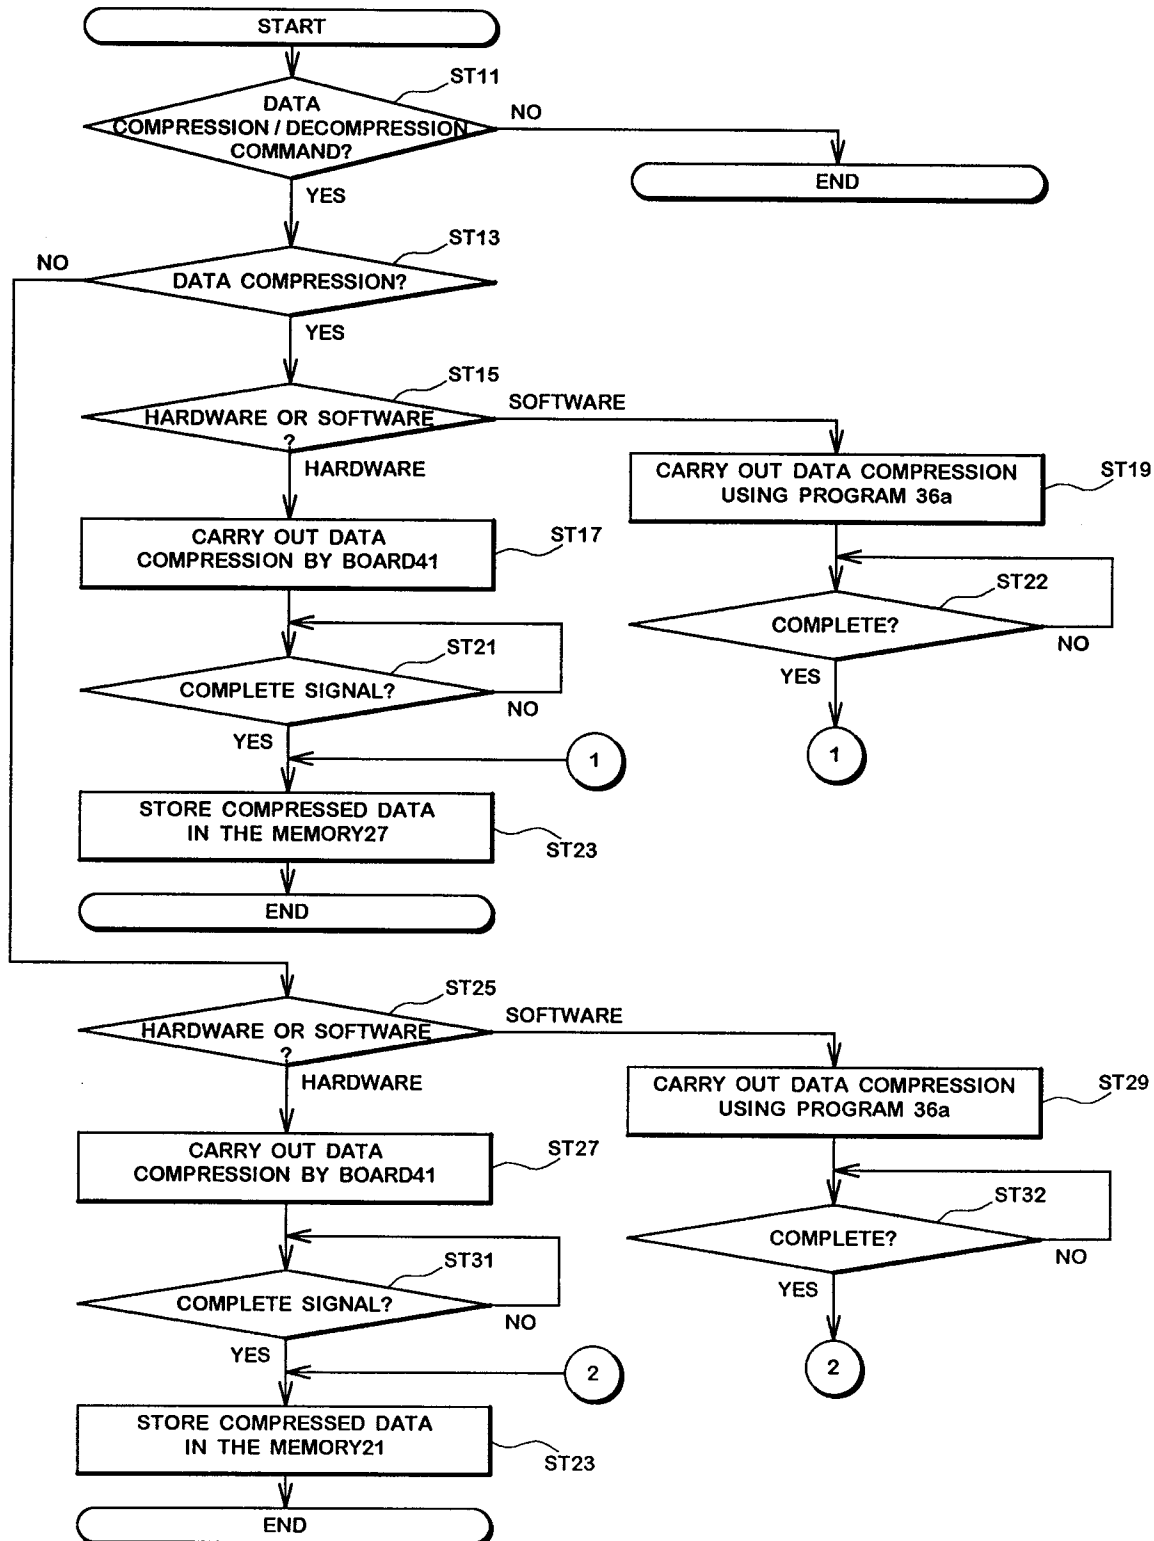 START
ST11
DATA
COMPRESSION / DECOMPRESSION
COMMAND?
NO
END
YES
ST13
NO
DATA COMPRESSION?
YES
ST15
HARDWARE OR SOFTWARE
?
SOFTWARE
HARDWARE
CARRY OUT DATA COMPRESSION
USING PROGRAM 36a
ST19
CARRY OUT DATA
COMPRESSION BY BOARD41
ST17
ST22
COMPLETE?
NO
YES
1
ST21
COMPLETE SIGNAL?
NO
YES
1
STORE COMPRESSED DATA
IN THE MEMORY27
ST23
END
ST25
HARDWARE OR SOFTWARE
?
SOFTWARE
HARDWARE
CARRY OUT DATA COMPRESSION
USING PROGRAM 36a
ST29
CARRY OUT DATA
COMPRESSION BY BOARD41
ST27
ST32
COMPLETE?
NO
YES
2
ST31
COMPLETE SIGNAL?
NO
YES
2
STORE COMPRESSED DATA
IN THE MEMORY21
ST23
END